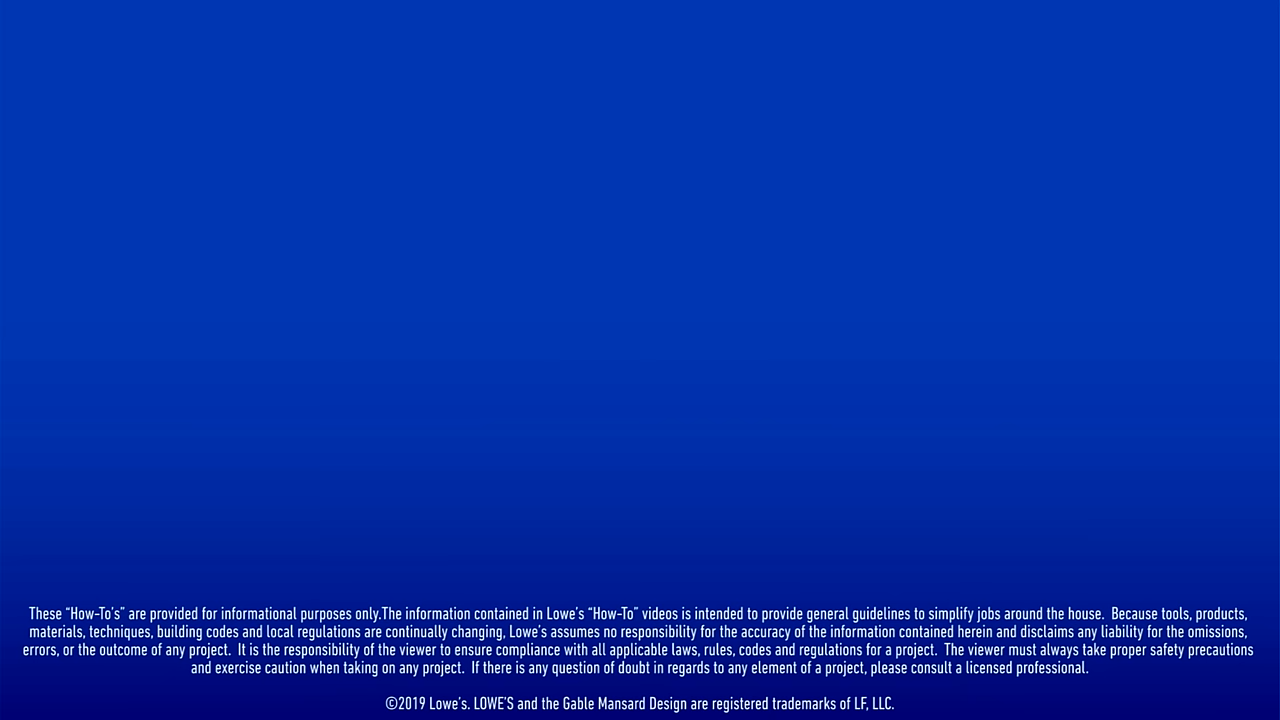 These “How-To’s” are provided for informational purposes only.The information contained in Lowe’s “How-To” videos is intended to provide general guidelines to simplify jobs around the house.  Because tools, products,
materials, techniques, building codes and local regulations are continually changing, Lowe’s assumes no responsibility for the accuracy of the information contained herein and disclaims any liability for the omissions,
errors, or the outcome of any project.  It is the responsibility of the viewer to ensure compliance with all applicable laws, rules, codes and regulations for a project.  The viewer must always take proper safety precautions
and exercise caution when taking on any project.  If there is any question of doubt in regards to any element of a project, please consult a licensed professional.
©2019 Lowe’s. LOWE’S and the Gable Mansard Design are registered trademarks of LF, LLC.